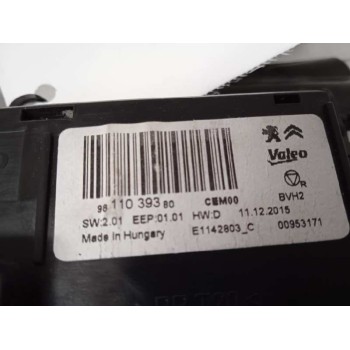 Valeo
R
BVH2
96 110 393 80 CEM00
SW:2.01 EEP:01.01 HW:D 11.12.2015
Made in Hungary E1142803_C 00953171